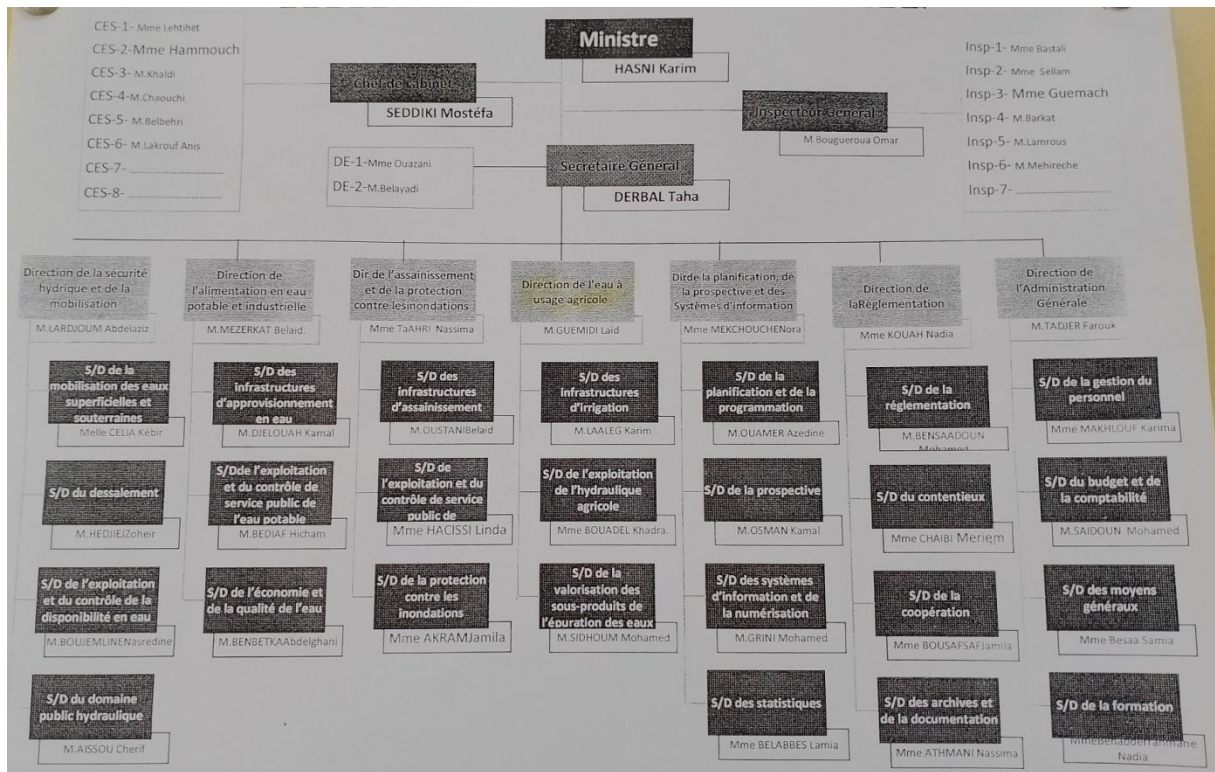 CES-1- Mme Lehtihet
CES-2-Mme Hammouch
CES-3- M.Khaldi
CES-4-M.Chaouchi
CES-5- M.Belbehri
CES-6- M.Lakrouf Anis
CES-7-
CES-8-
Ministre
HASNI Karim
Chef de Cabinet
SEDDIKI Mostéfa
Inspecteur Général
M.Bougueroua Omar
Insp-1- Mme Bastali
Insp-2- Mme Sellam
Insp-3- Mme Guemach
Insp-4- M.Barkat
Insp-5- M.Lamrous
Insp-6- M.Mehireche
Insp-7-
DE-1-Mme Ouazani
DE-2-M.Belayadi
Secrétaire Général
DERBAL Taha
Direction de la sécurité
hydrique et de la
mobilisation
M.LARDJOUM Abdelaziz
S/D de la
mobilisation des eaux
superficielles et
souterraines
Melle CELIA Kebir
S/D du dessalement
M.HEDJIEJZoheir
S/D de l'exploitation
et du contrôle de la
disponibilité en eau
M.BOUJEMLINENasredine
S/D du domaine
public hydraulique
M.AISSOU Cherif
Direction de
l'alimentation en eau
potable et industrielle
M.MEZERKAT Belaid.
S/D des
infrastructures
d'approvisionnement
en eau
M.DJELOUAH Kamal
S/Dde l'exploitation
et du contrôle de
service public de
l'eau potable
M.BEDIAF Hicham
S/D de l'économie et
de la qualité de l'eau
M.BENBETKAAbdelghani
Dir de l'assainissement
et de la protection
contre lesinondations
Mme TaAHRI Nassima
S/D des
infrastructures
d'assainissement
M.OUSTANIBelaid
S/D de
l'exploitation et du
contrôle de service
public de
Mme HACISSI Linda
S/D de la protection
contre les
inondations
Mme AKRAMJamila
Direction de l'eau à
usage agricole
M.GUEMIDI Laid
S/D des
infrastructures
d'irrigation
M.LAALEG Karim
S/D de l'exploitation
de l'hydraulique
agricole
Mme BOUADEL Khadra.
S/D de la
valorisation des
sous-produits de
l'épuration des eaux
M.SIDHOUM Mohamed
Dirde la planification, de
la prospective et des
Systèmes d'information
Mme MEKCHOUCHENora
S/D de la
planification et de la
programmation
M.OUAMER Azedine
S/D de la prospective
M.OSMAN Kamal
S/D des systèmes
d'information et de
la numérisation
M.GRINI Mohamed
S/D des statistiques
Mme BELABBES Lamia
Direction de
laRèglementation
Mme KOUAH Nadia
S/D de la
réglementation
M.BENSAADOUN
Mohamed
S/D du contentieux
Mme CHAIBI Meriem
S/D de la
coopération
Mme BOUSAFSAFJamila
S/D des archives et
de la documentation
Mme ATHMANI Nassima
Direction de
l'Administration
Générale
M.TADJER Farouk
S/D de la gestion du
personnel
Mme MAKHLOUF Karima
S/D du budget et de
la comptabilité
M.SAIDOUN Mohamed
S/D des moyens
généraux
Mme Besaa Samia
S/D de la formation
MmeBenabderrahmane
Nadia